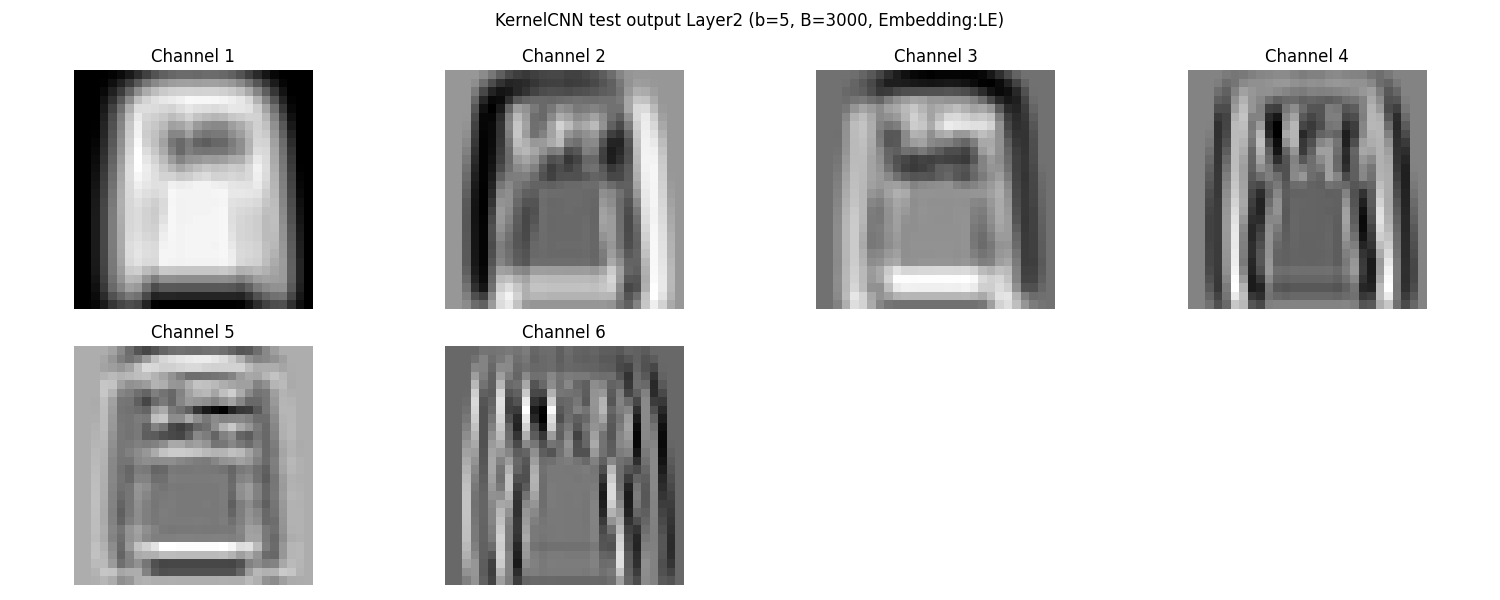 KernelCNN test output Layer2 (b=5, B=3000, Embedding:LE)
Channel 1
Channel 2
Channel 3
Channel 4
Channel 5
Channel 6